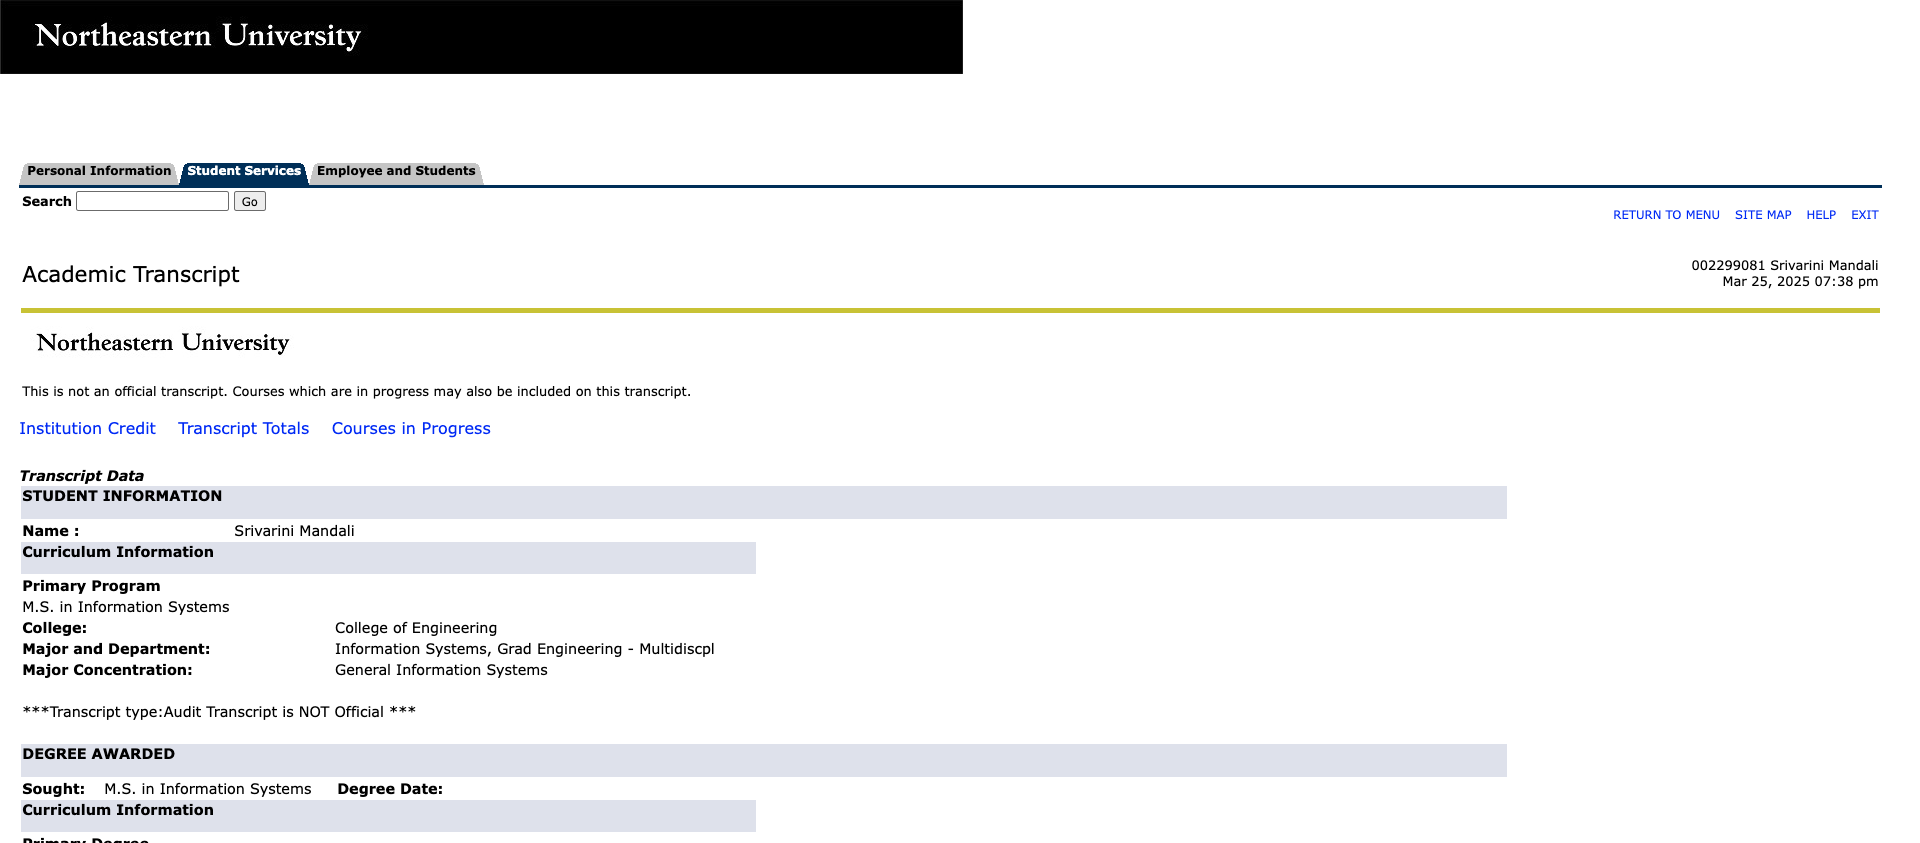 Northeastern University
Personal Information Student Services Employee and Students
Search Go
RETURN TO MENU SITE MAP HELP EXIT
Academic Transcript
002299081 Srivarini Mandali
Mar 25, 2025 07:38 pm
Northeastern University
This is not an official transcript. Courses which are in progress may also be included on this transcript.
Institution Credit Transcript Totals Courses in Progress
Transcript Data
STUDENT INFORMATION
Name : Srivarini Mandali
Curriculum Information
Primary Program
M.S. in Information Systems
College: College of Engineering
Major and Department: Information Systems, Grad Engineering - Multidiscpl
Major Concentration: General Information Systems
***Transcript type:Audit Transcript is NOT Official ***
DEGREE AWARDED
Sought: M.S. in Information Systems Degree Date:
Curriculum Information
Primary Degree